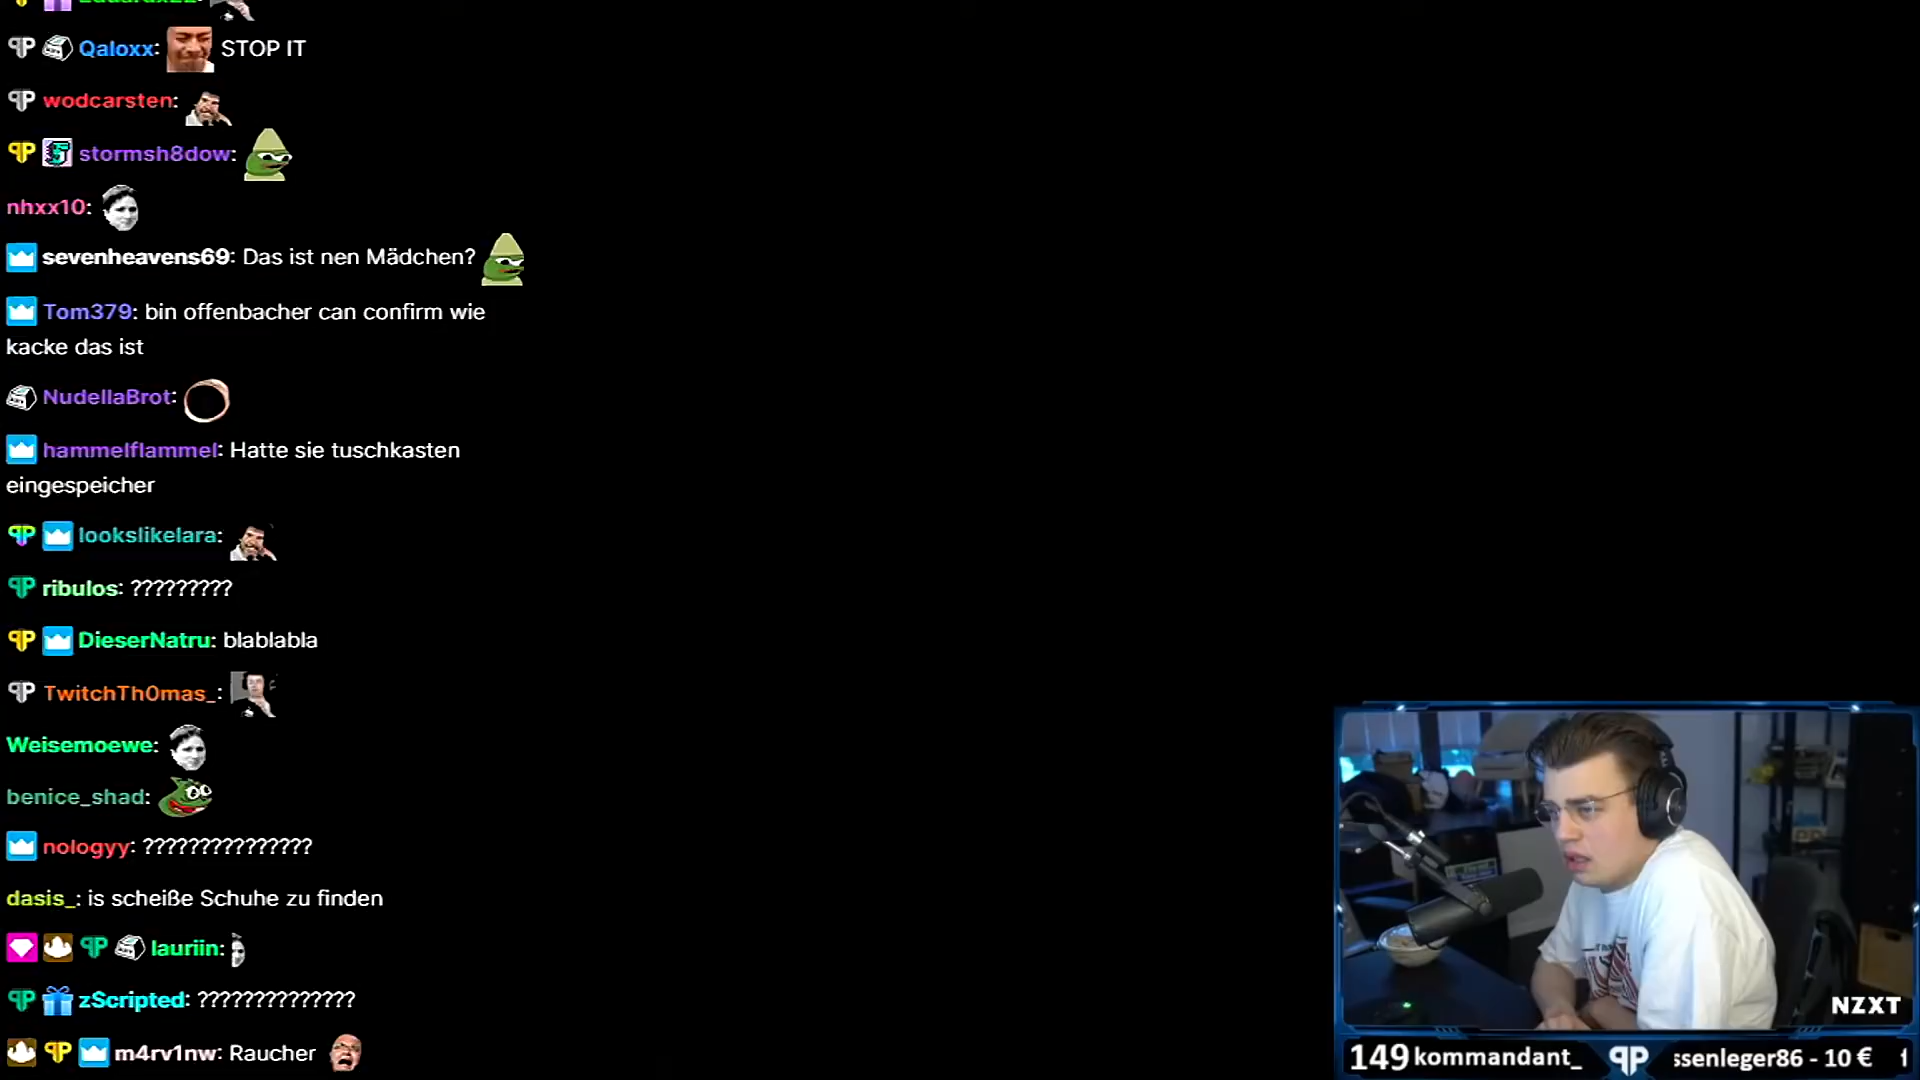 Qaloxx: STOP IT
wodcarsten:
stormsh8dow:
nhxx10:
sevenheavens69: Das ist nen Mädchen?
Tom379: bin offenbacher can confirm wie
kacke das ist
NudellaBrot:
hammelflammel: Hatte sie tuschkasten
eingespeicher
lookslikelara:
ribulos: ?????????
DieserNatru: blablabla
TwitchTh0mas_:
Weisemoewe:
benice_shad:
nologyy: ???????????????
dasis_: is scheiße Schuhe zu finden
lauriin:
zScripted: ??????????????
m4rv1nw: Raucher
NZXT
149 kommandant_
ssenleger86 - 10 €